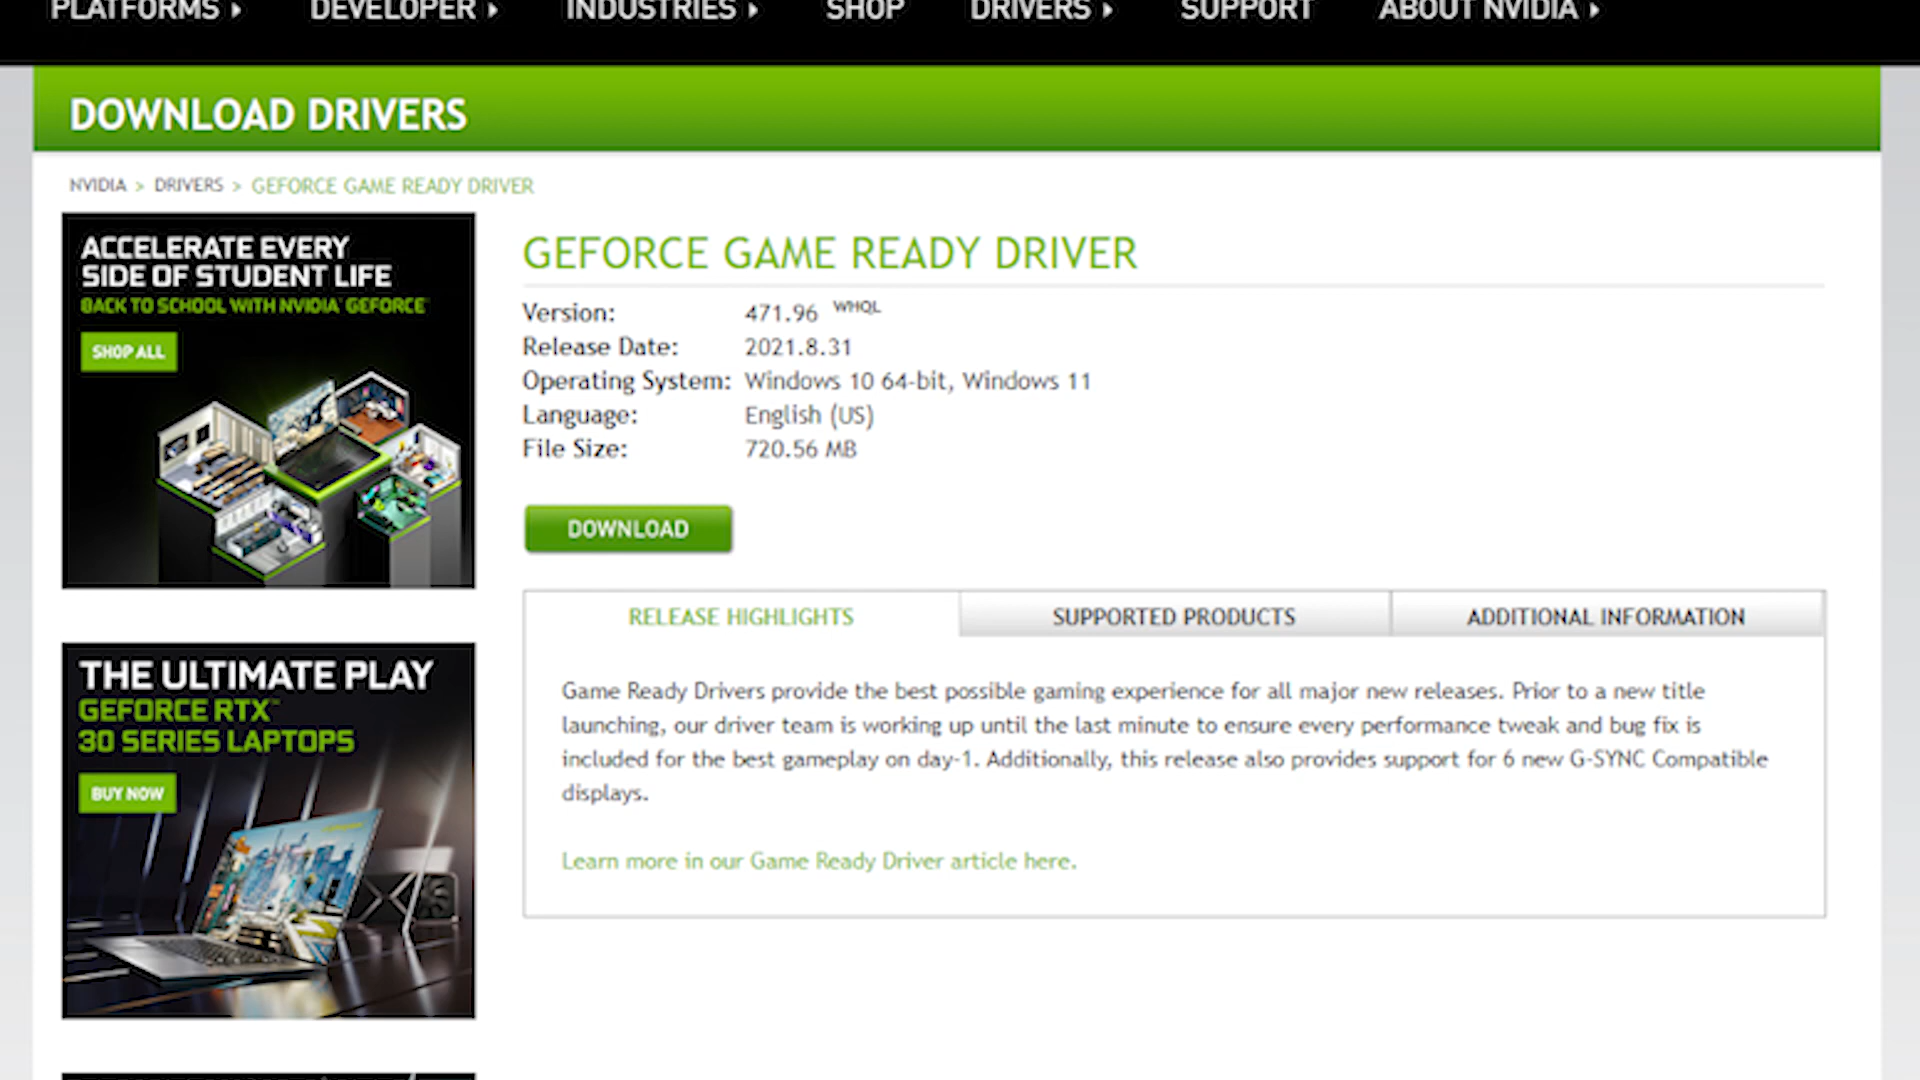 PLATFORMS DEVELOPER INDUSTRIES SHOP DRIVERS SUPPORT ABOUT NVIDIA
DOWNLOAD DRIVERS
NVIDIA > DRIVERS > GEFORCE GAME READY DRIVER
ACCELERATE EVERY
SIDE OF STUDENT LIFE
BACK TO SCHOOL WITH NVIDIA GEFORCE
SHOP ALL
THE ULTIMATE PLAY
GEFORCE RTX™
30 SERIES LAPTOPS
BUY NOW
GEFORCE GAME READY DRIVER
Version: 471.96 WHQL
Release Date: 2021.8.31
Operating System: Windows 10 64-bit, Windows 11
Language: English (US)
File Size: 720.56 MB
DOWNLOAD
RELEASE HIGHLIGHTS SUPPORTED PRODUCTS ADDITIONAL INFORMATION
Game Ready Drivers provide the best possible gaming experience for all major new releases. Prior to a new title
launching, our driver team is working up until the last minute to ensure every performance tweak and bug fix is
included for the best gameplay on day-1. Additionally, this release also provides support for 6 new G-SYNC Compatible
displays.
Learn more in our Game Ready Driver article here.